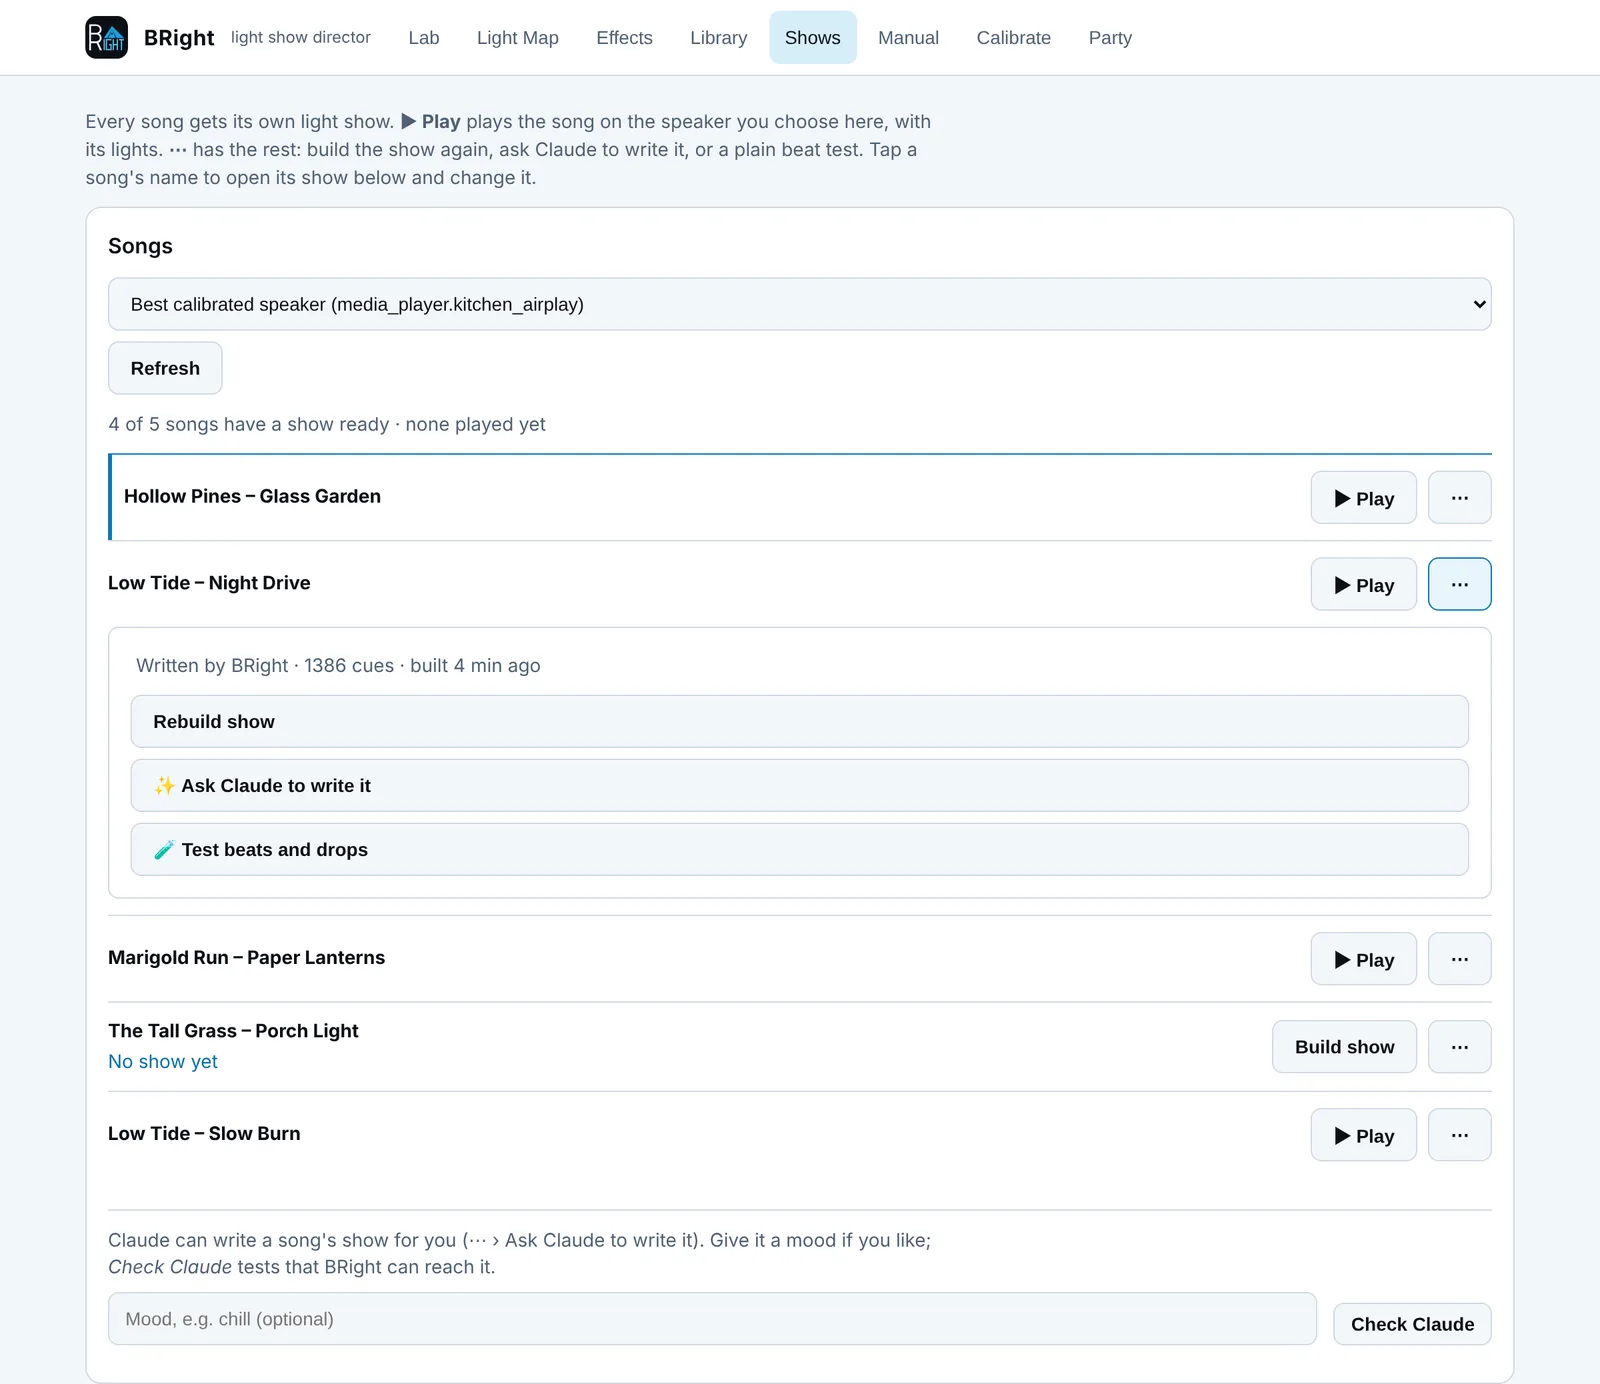 BRight BRight light show director Lab Light Map Effects Library Shows Manual Calibrate Party
Every song gets its own light show. ▶ Play plays the song on the speaker you choose here, with
its lights. ··· has the rest: build the show again, ask Claude to write it, or a plain beat test. Tap a
song's name to open its show below and change it.
Songs
Best calibrated speaker (media_player.kitchen_airplay)
Refresh
4 of 5 songs have a show ready · none played yet
Hollow Pines – Glass Garden ▶ Play ···
Low Tide – Night Drive ▶ Play ···
Written by BRight · 1386 cues · built 4 min ago
Rebuild show
✨ Ask Claude to write it
🧪 Test beats and drops
Marigold Run – Paper Lanterns ▶ Play ···
The Tall Grass – Porch Light Build show ···
No show yet
Low Tide – Slow Burn ▶ Play ···
Claude can write a song's show for you (··· › Ask Claude to write it). Give it a mood if you like;
Check Claude tests that BRight can reach it.
Mood, e.g. chill (optional) Check Claude